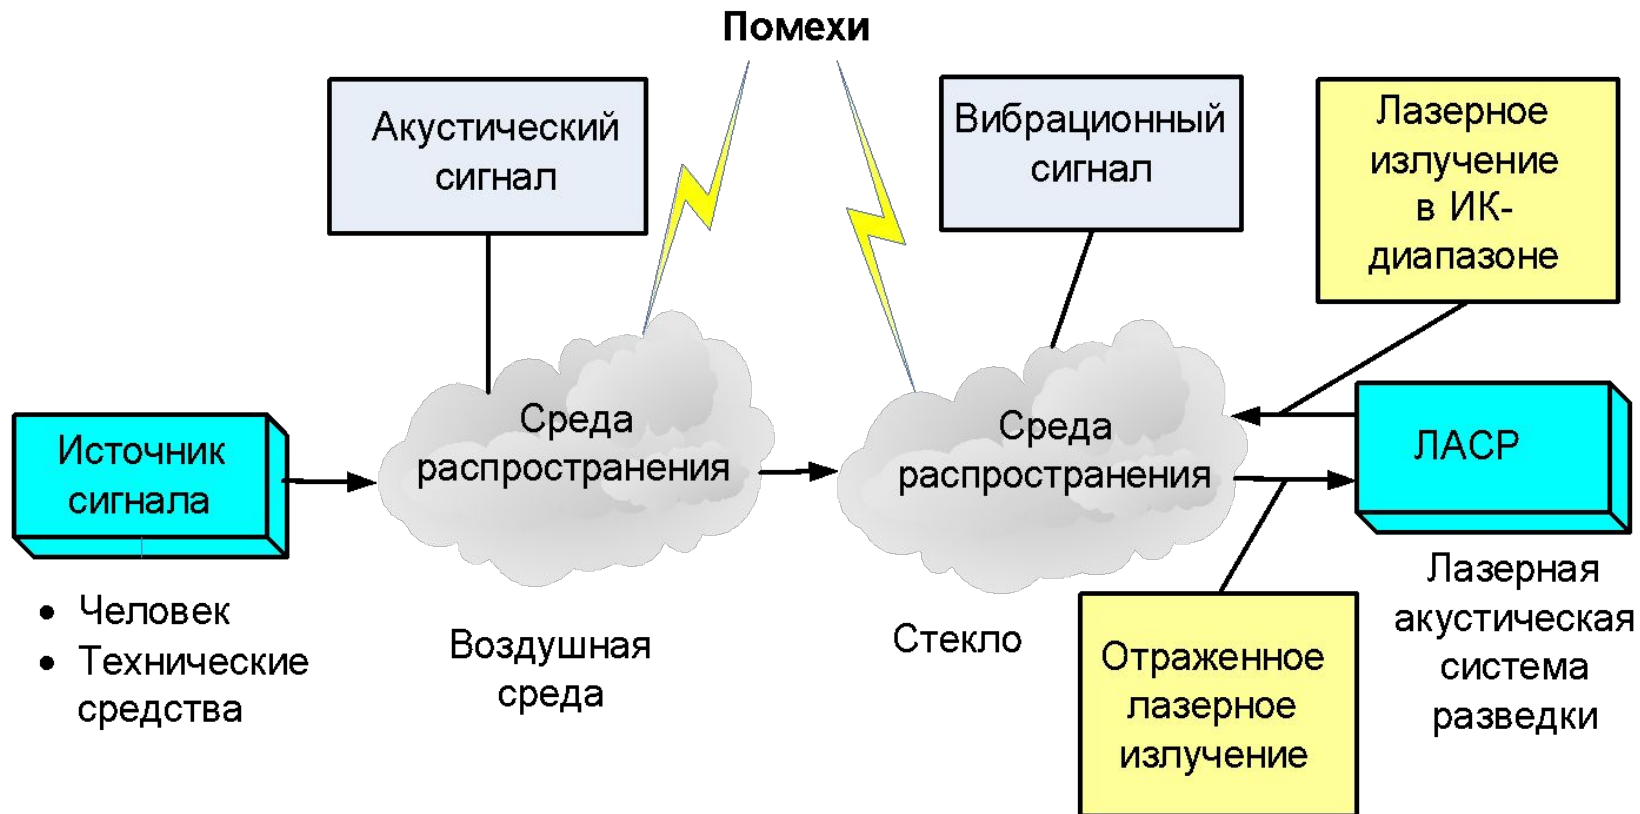 Помехи
Акустический
сигнал
Вибрационный
сигнал
Лазерное
излучение
в ИК-
диапазоне
Источник
сигнала
Среда
распространения
Среда
распространения
ЛАСР
• Человек
• Технические
средства
Воздушная
среда
Стекло
Отраженное
лазерное
излучение
Лазерная
акустическая
система
разведки